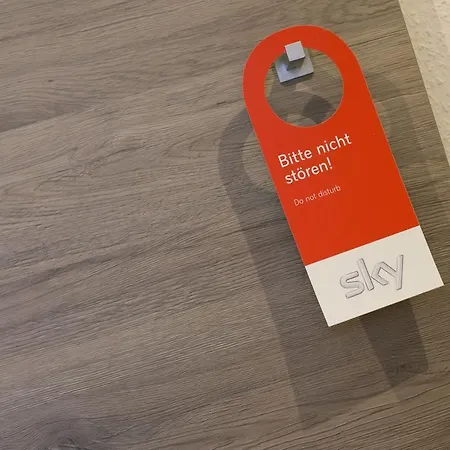 Bitte nicht
stören!
Do not disturb
sky